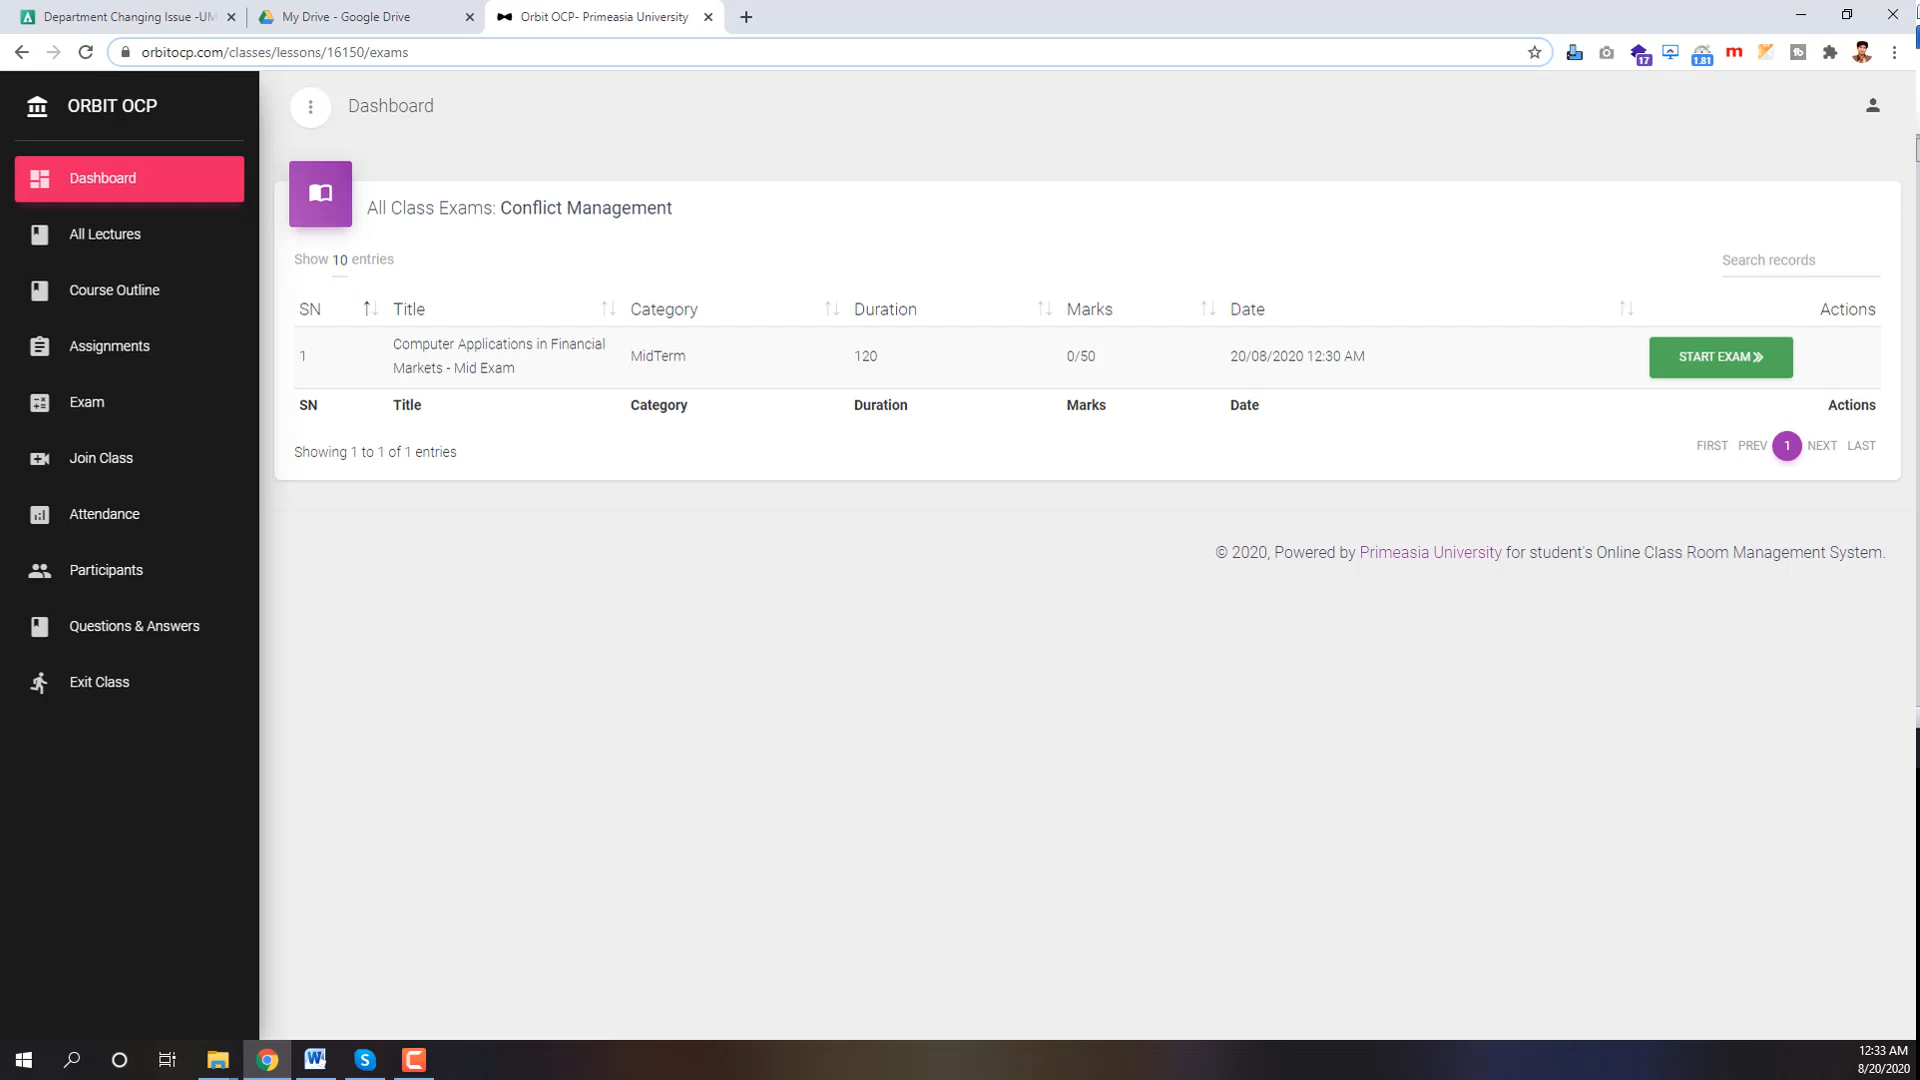 Department Changing Issue -UM
My Drive - Google Drive
Orbit OCP- Primeasia University
orbitocp.com/classes/lessons/16150/exams
17
1.81
m
ORBIT OCP
Dashboard
Dashboard
All Lectures
Course Outline
Assignments
Exam
Join Class
Attendance
Participants
Questions & Answers
Exit Class
All Class Exams: Conflict Management
Show 10 entries
Search records
SN Title Category Duration Marks Date Actions
1 Computer Applications in Financial Markets - Mid Exam MidTerm 120 0/50 20/08/2020 12:30 AM START EXAM
SN Title Category Duration Marks Date Actions
Showing 1 to 1 of 1 entries
FIRST PREV 1 NEXT LAST
© 2020, Powered by Primeasia University for student's Online Class Room Management System.
12:33 AM
8/20/2020